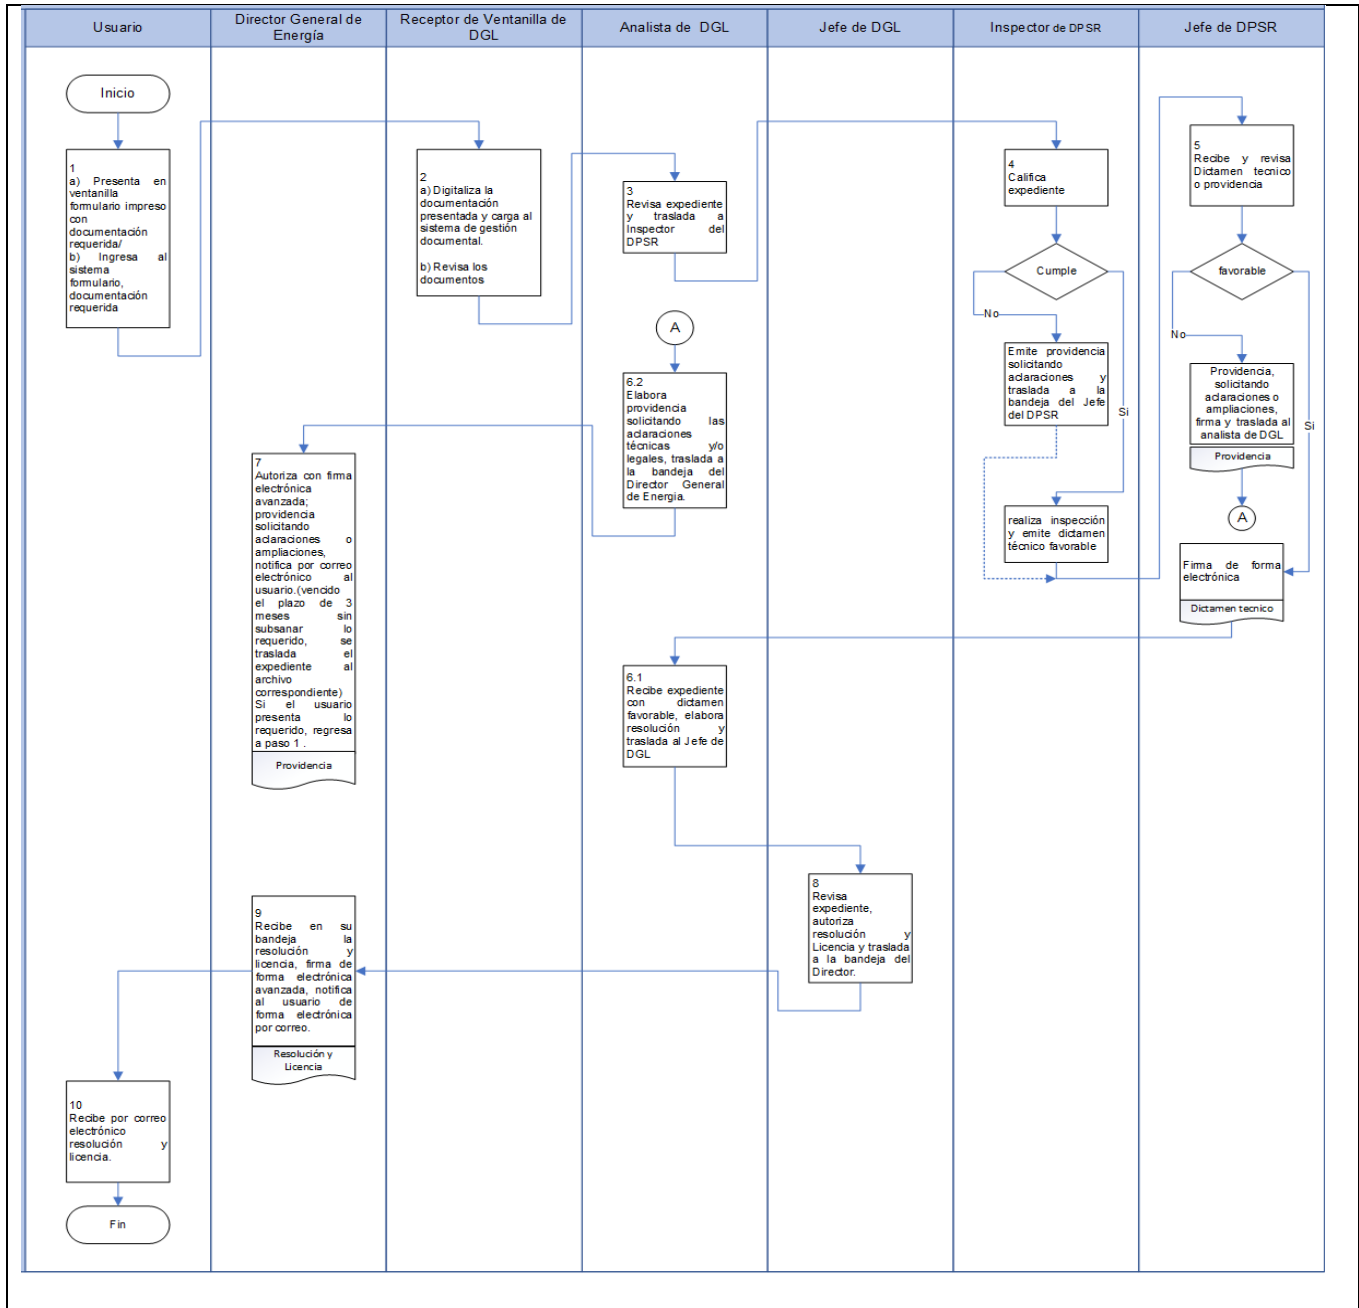 Usuario
Director General de
Energía
Receptor de Ventanilla de
DGL
Analista de DGL
Jefe de DGL
Inspector de DPSR
Jefe de DPSR
Inicio
1
a) Presenta en
ventanilla
formulario impreso
con
documentación
requerida/
b) Ingresa al
sistema
formulario,
documentación
requerida
2
a) Digitaliza la
documentación
presentada y carga al
sistema de gestión
documental.
b) Revisa los
documentos
3
Revisa expediente
y traslada a
Inspector del
DPSR
4
Califica
expediente
Cumple
No
Si
Emite providencia
solicitando
aclaraciones y
traslada a la
bandeja del Jefe
del DPSR
realiza inspección
y emite dictamen
técnico favorable
5
Recibe y revisa
Dictamen tecnico
o providencia
favorable
No
Si
Providencia,
solicitando
aclaraciones o
ampliaciones,
firma y traslada al
analista de DGL
Providencia
A
Firma de forma
electrónica
Dictamen tecnico
A
6.2
Elabora
providencia
solicitando las
aclaraciones
técnicas y/o
legales, traslada a
la bandeja del
Director General
de Energia.
7
Autoriza con firma
electrónica
avanzada;
providencia
solicitando
aclaraciones o
ampliaciones,
notifica por correo
electrónico al
usuario.(vencido
el plazo de 3
meses sin
subsanar lo
requerido, se
traslada el
expediente al
archivo
correspondiente)
Si el usuario
presenta lo
requerido, regresa
a paso 1 .
Providencia
6.1
Recibe expediente
con dictamen
favorable, elabora
resolución y
traslada al Jefe de
DGL
8
Revisa
expediente,
autoriza
resolución y
Licencia y traslada
a la bandeja del
Director.
9
Recibe en su
bandeja la
resolución y
licencia, firma de
forma electrónica
avanzada, notifica
al usuario de
forma electrónica
por correo.
Resolución y
Licencia
10
Recibe por correo
electrónico
resolución y
licencia.
Fin